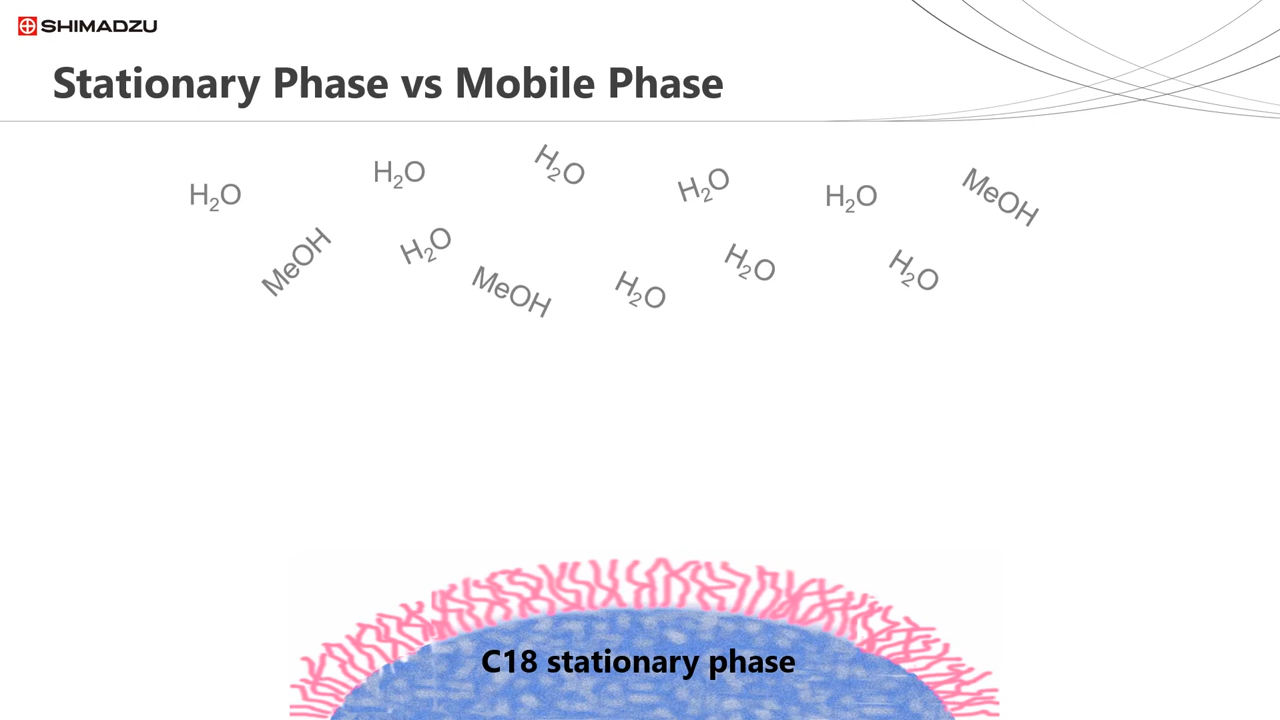 SHIMADZU
Stationary Phase vs Mobile Phase
H₂O
H₂O
H₂O
H₂O
H₂O
MeOH
MeOH
H₂O
MeOH
H₂O
H₂O
H₂O
C18 stationary phase